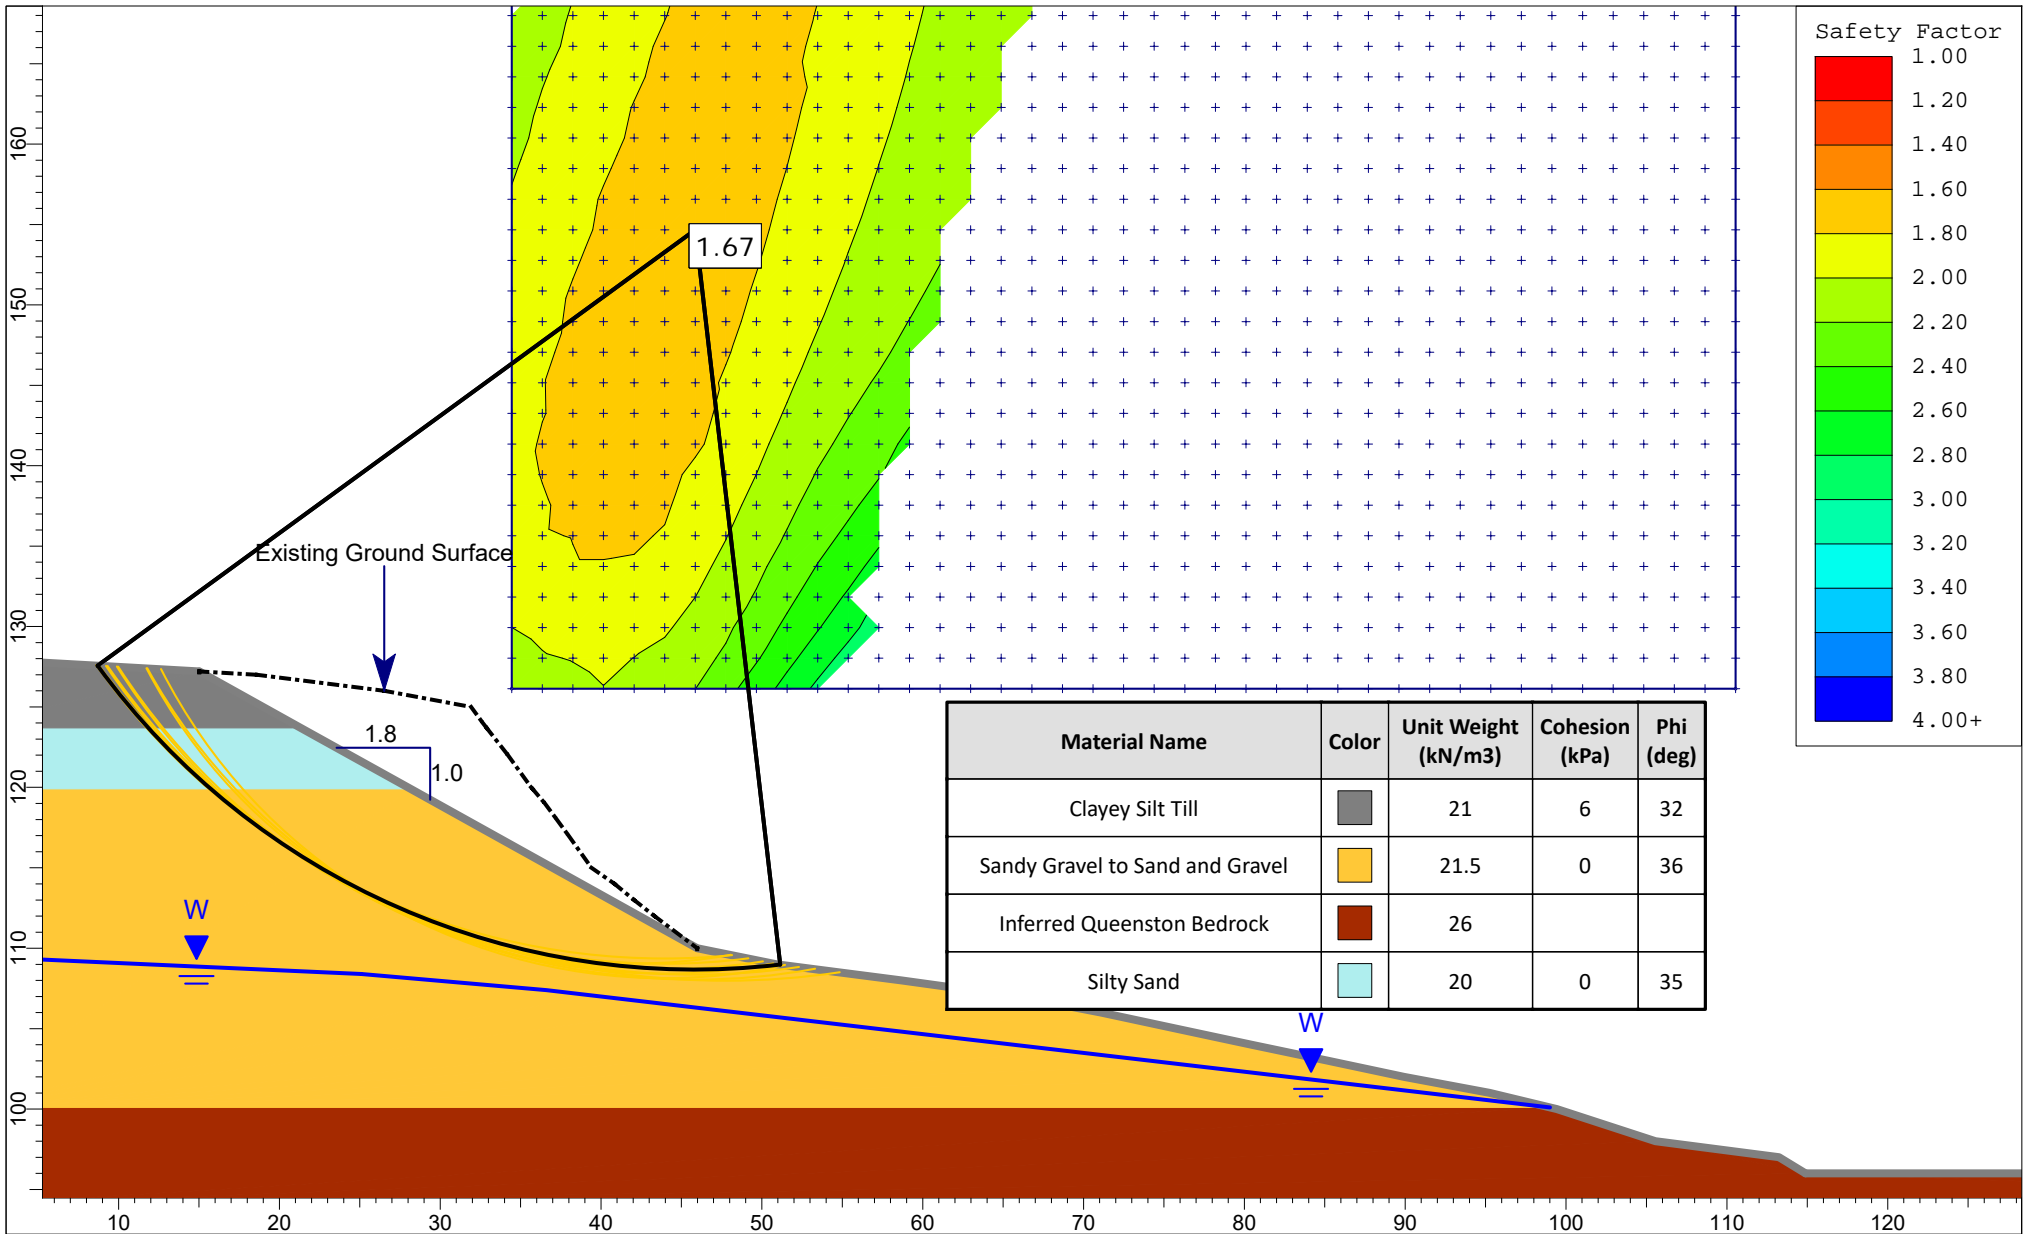 Safety Factor
1.00
1.20
1.40
1.60
1.80
2.00
2.20
2.40
2.60
2.80
3.00
3.20
3.40
3.60
3.80
4.00+
160
150
140
130
120
110
100
1.67
Existing Ground Surface
1.8
1.0
W
W
Material Name Color Unit Weight (kN/m3) Cohesion (kPa) Phi (deg)
Clayey Silt Till 21 6 32
Sandy Gravel to Sand and Gravel 21.5 0 36
Inferred Queenston Bedrock 26
Silty Sand 20 0 35
10 20 30 40 50 60 70 80 90 100 110 120